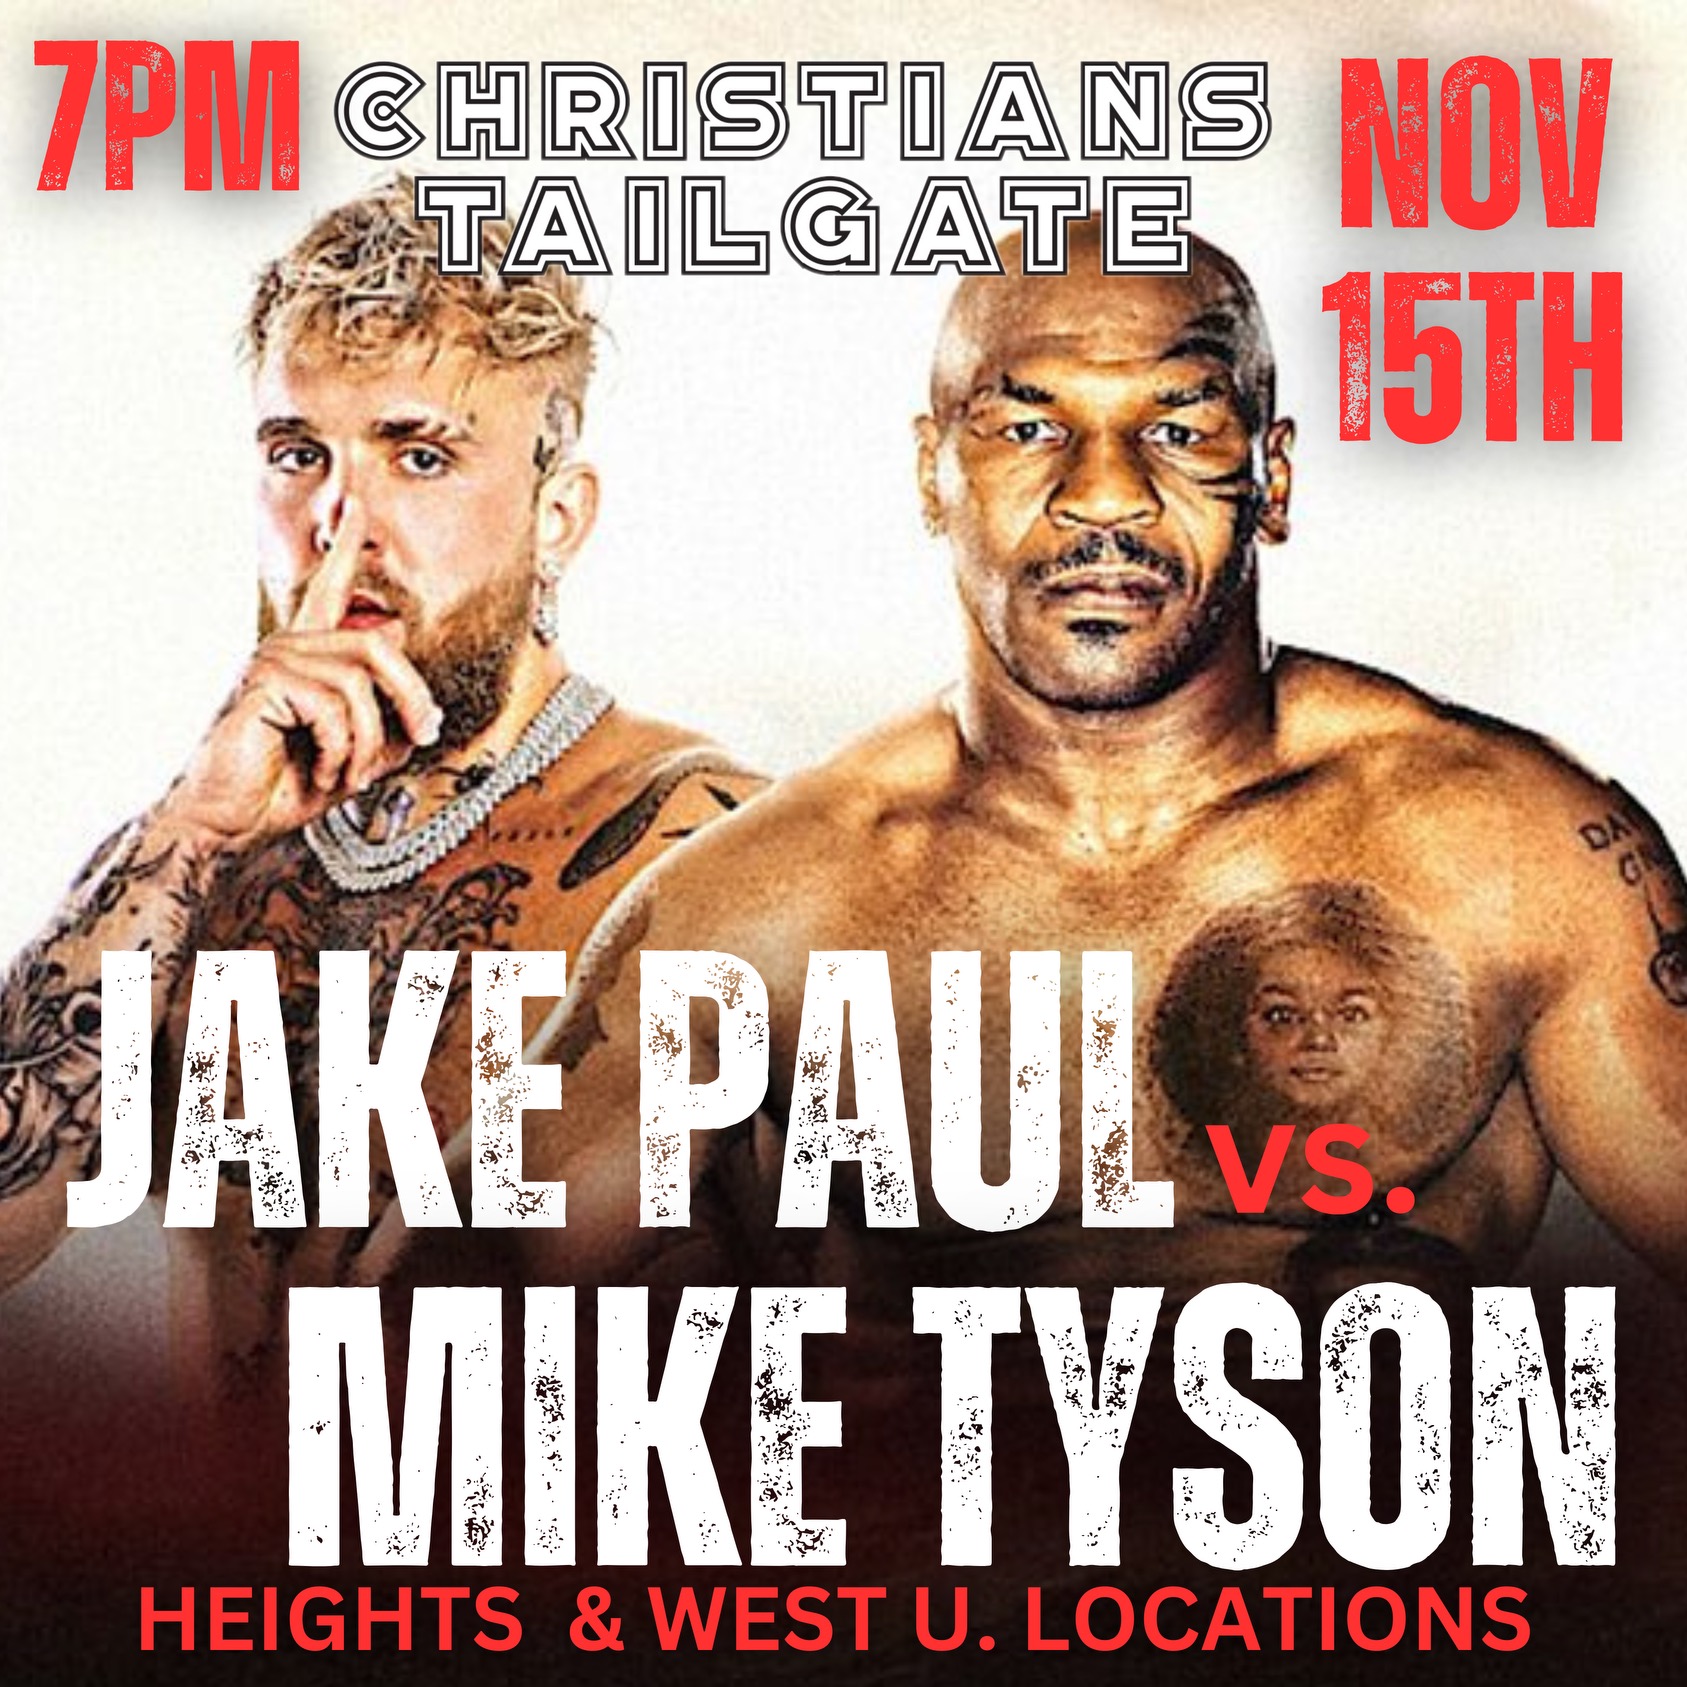 7PM
CHRISTIANS
TAILGATE
NOV
15TH
JAKE PAUL vs.
MIKE TYSON
HEIGHTS & WEST U. LOCATIONS